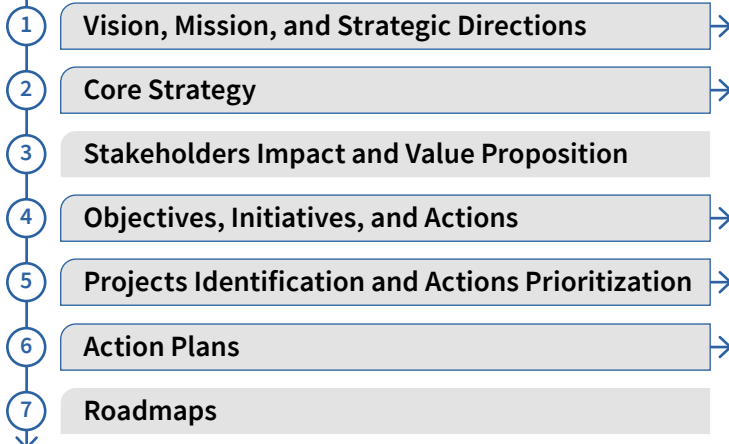 1 Vision, Mission, and Strategic Directions
2 Core Strategy
3 Stakeholders Impact and Value Proposition
4 Objectives, Initiatives, and Actions
5 Projects Identification and Actions Prioritization
6 Action Plans
7 Roadmaps